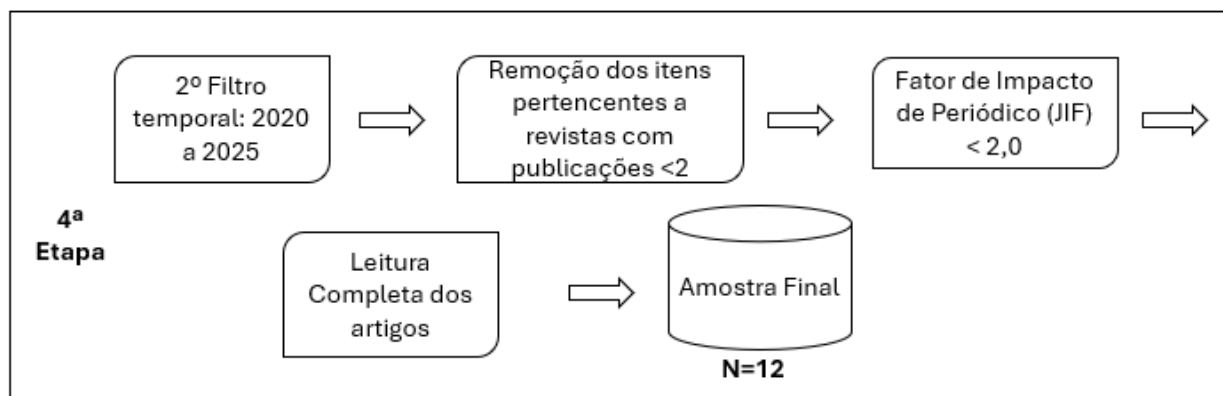 2º Filtro
temporal: 2020
a 2025
Remoção dos itens
pertencentes a
revistas com
publicações <2
Fator de Impacto
de Periódico (JIF)
< 2,0
4ª
Etapa
Leitura
Completa dos
artigos
Amostra Final
N=12